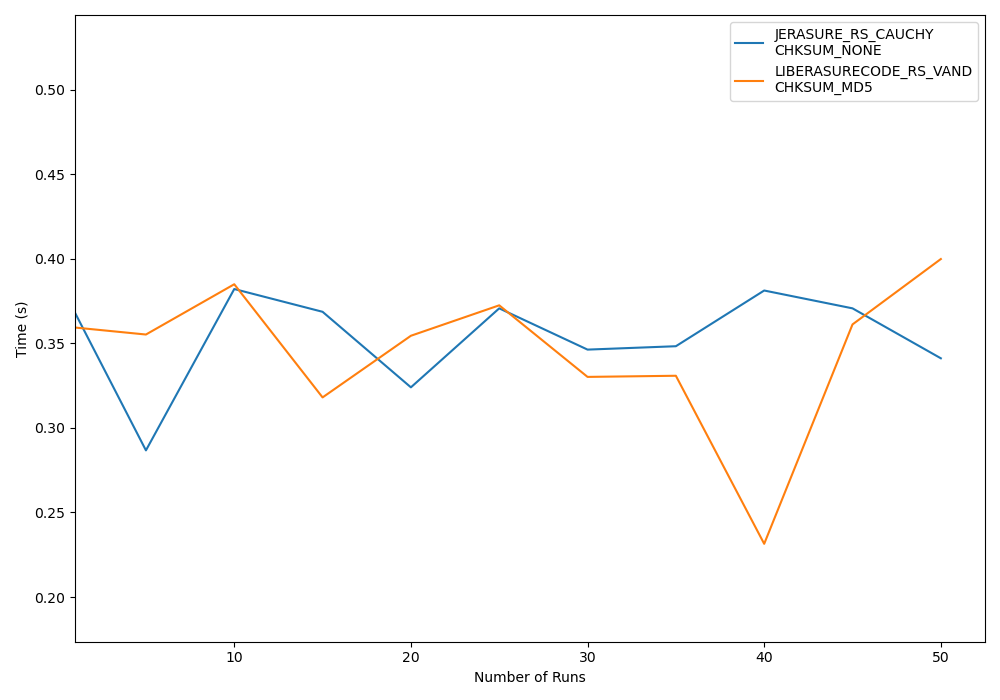 JERASURE_RS_CAUCHY
CHKSUM_NONE
LIBERASURECODE_RS_VAND
CHKSUM_MD5
0.50
0.45
0.40
0.35
0.30
0.25
0.20
Time (s)
10 20 30 40 50
Number of Runs